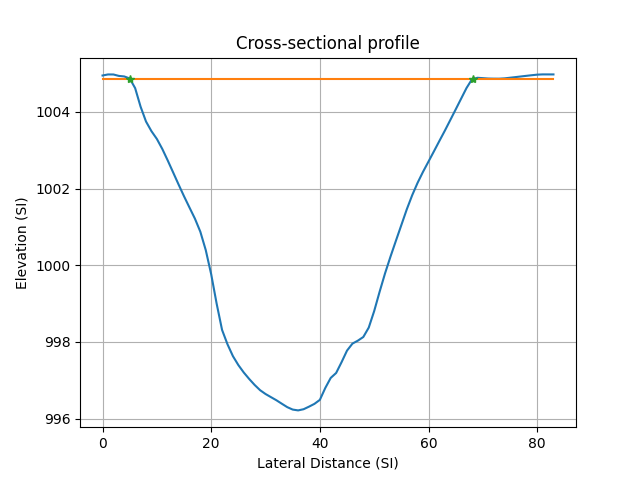 Cross-sectional profile
Elevation (SI)
1004
1002
1000
998
996
0 20 40 60 80
Lateral Distance (SI)